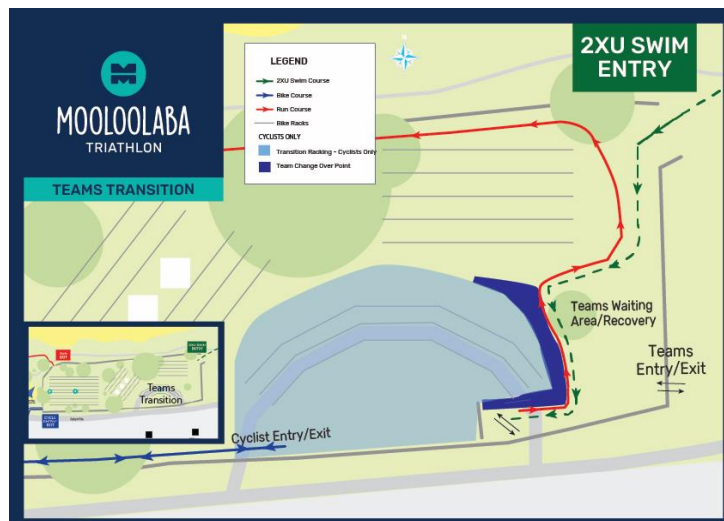 MOOLOOLABA
TRIATHLON
TEAMS TRANSITION
LEGEND
2XU Swim Course
Bike Course
Run Course
Bike Racks
CYCLISTS ONLY
Transition Racking - Cyclists Only
Team Change Over Point
2XU SWIM
ENTRY
Teams Waiting
Area/Recovery
Teams
Entry/Exit
Cyclist Entry/Exit
Teams
Transition